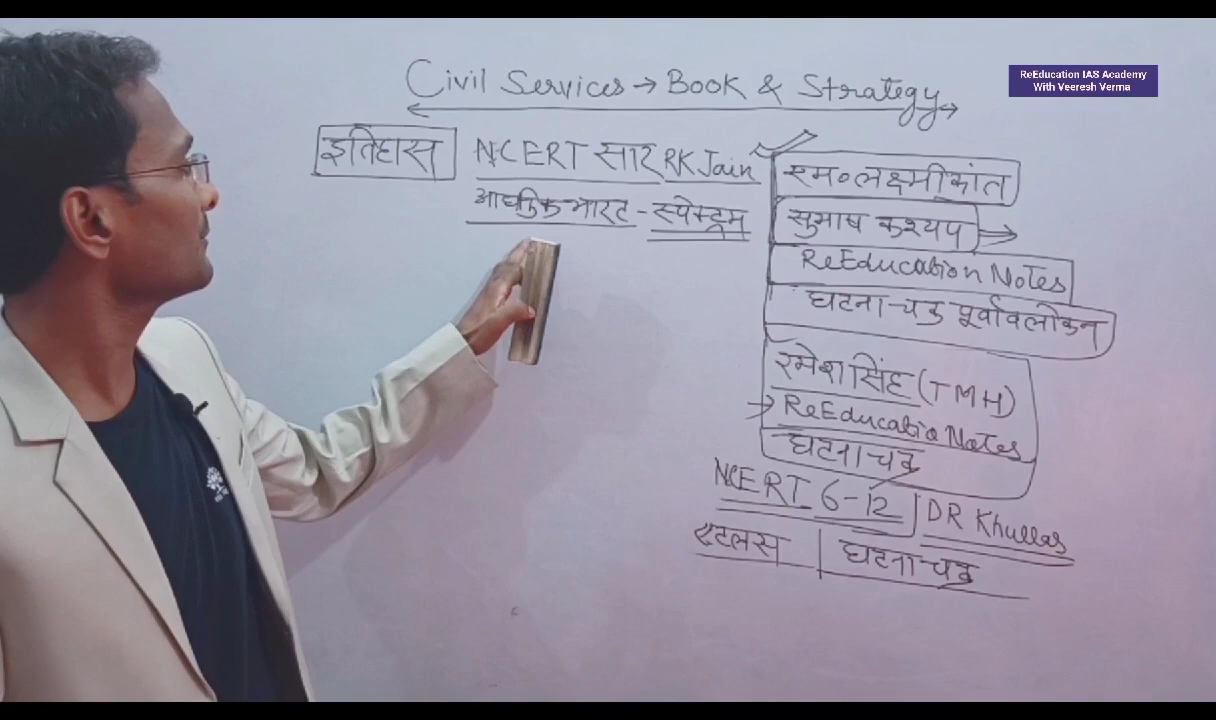 Civil Services → Book & Strategy
ReEducation IAS Academy
With Veeresh Verma
इतिहास NCERT सार RK Jain
आधुनिक भारत - स्पेक्ट्रम
एम॰ लक्ष्मीकांत
सुभाष कश्यप →
ReEducation Notes
घटना चक्र पूर्वावलोकन
रमेश सिंह (TMH)
→ ReEducation Notes
घटना चक्र
NCERT 6-12 | DR Khullar
एटलस | घटना चक्र